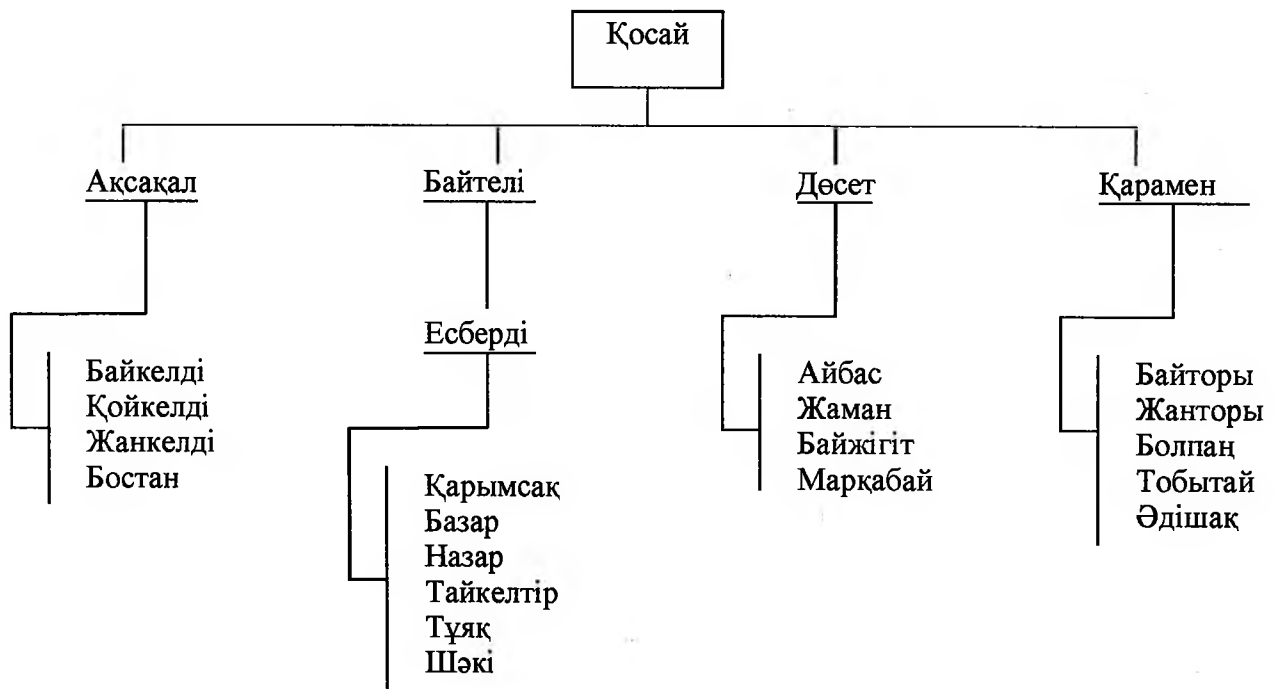 Қосай
Ақсақал
Байтелі
Дөсет
Қарамен
Байкелді
Қойкелді
Жанкелді
Бостан
Есберді
Қарымсақ
Базар
Назар
Тайкелтір
Тұяқ
Шәкі
Айбас
Жаман
Байжігіт
Марқабай
Байторы
Жанторы
Болпаң
Тобытай
Әдішақ